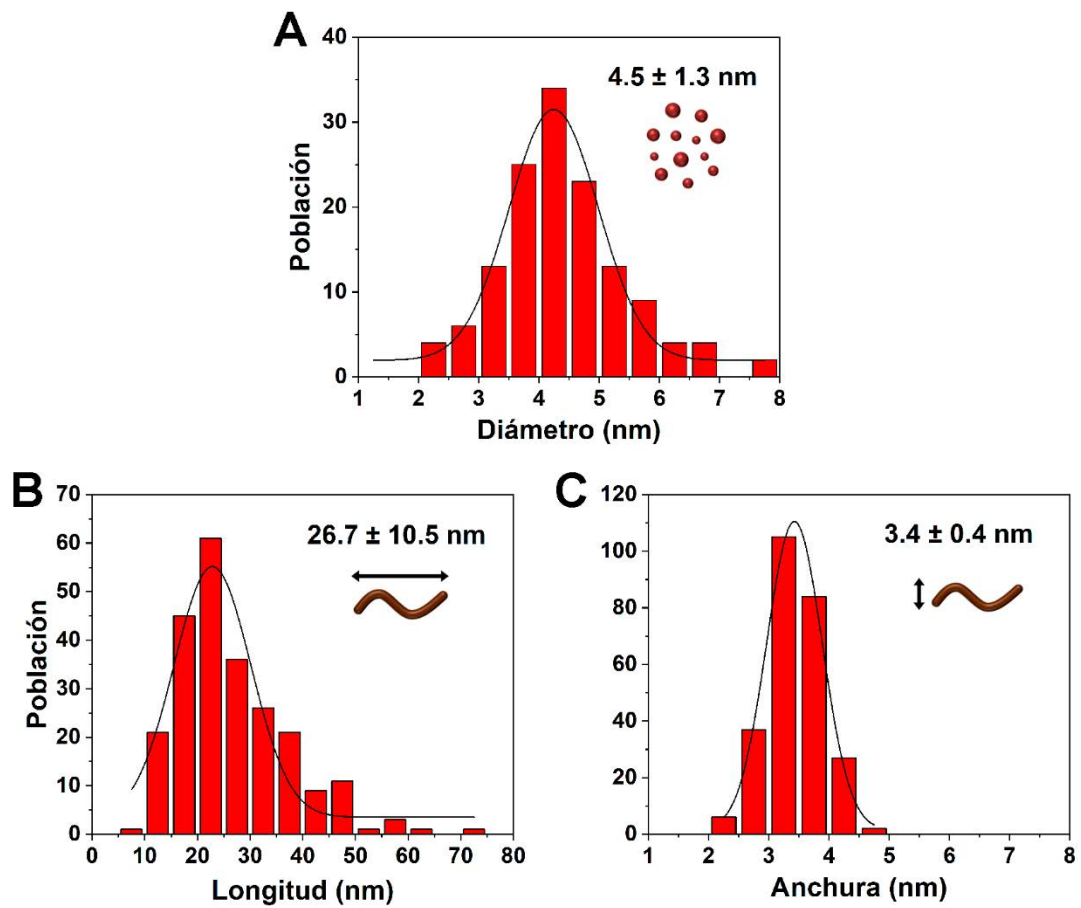 A
4.5 ± 1.3 nm
Población
40
30
20
10
0
1 2 3 4 5 6 7 8
Diámetro (nm)
B
26.7 ± 10.5 nm
Población
70
60
50
40
30
20
10
0
0 10 20 30 40 50 60 70 80
Longitud (nm)
C
3.4 ± 0.4 nm
120
100
80
60
40
20
0
1 2 3 4 5 6 7 8
Anchura (nm)